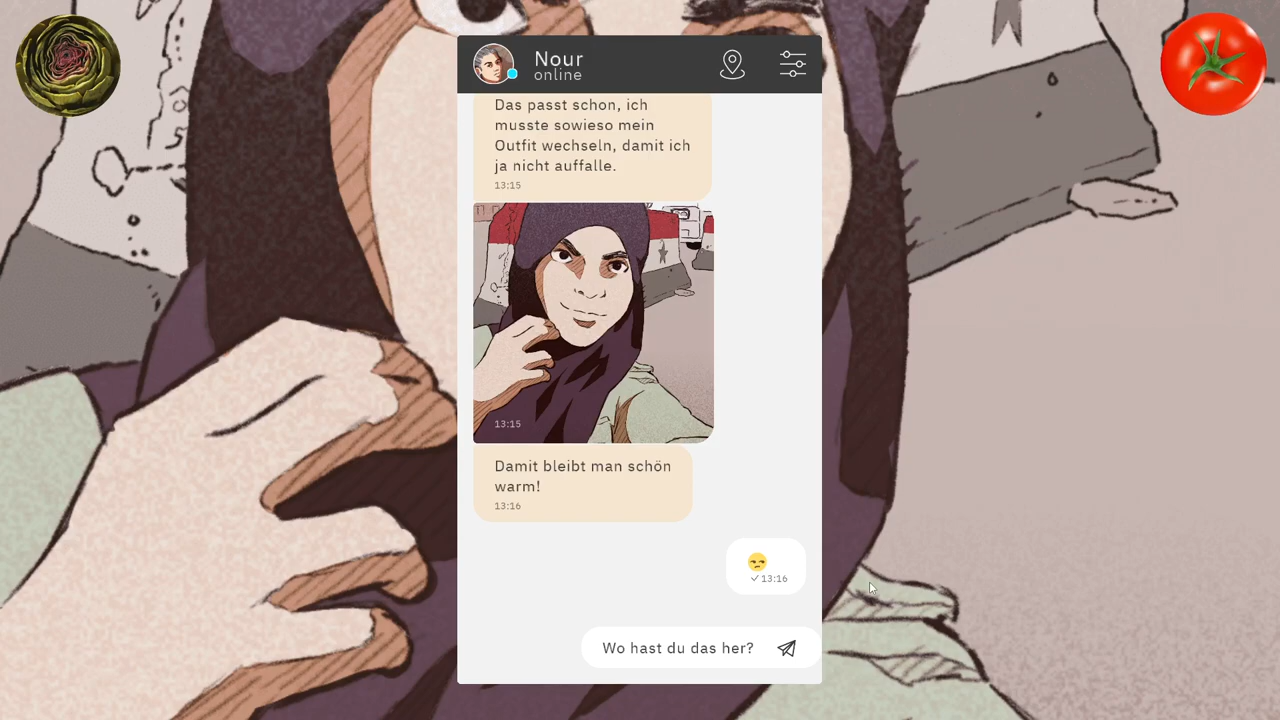 Nour
online
Das passt schon, ich
musste sowieso mein
Outfit wechseln, damit ich
ja nicht auffalle.
13:15
13:15
Damit bleibt man schön
warm!
13:16
13:16
Wo hast du das her?